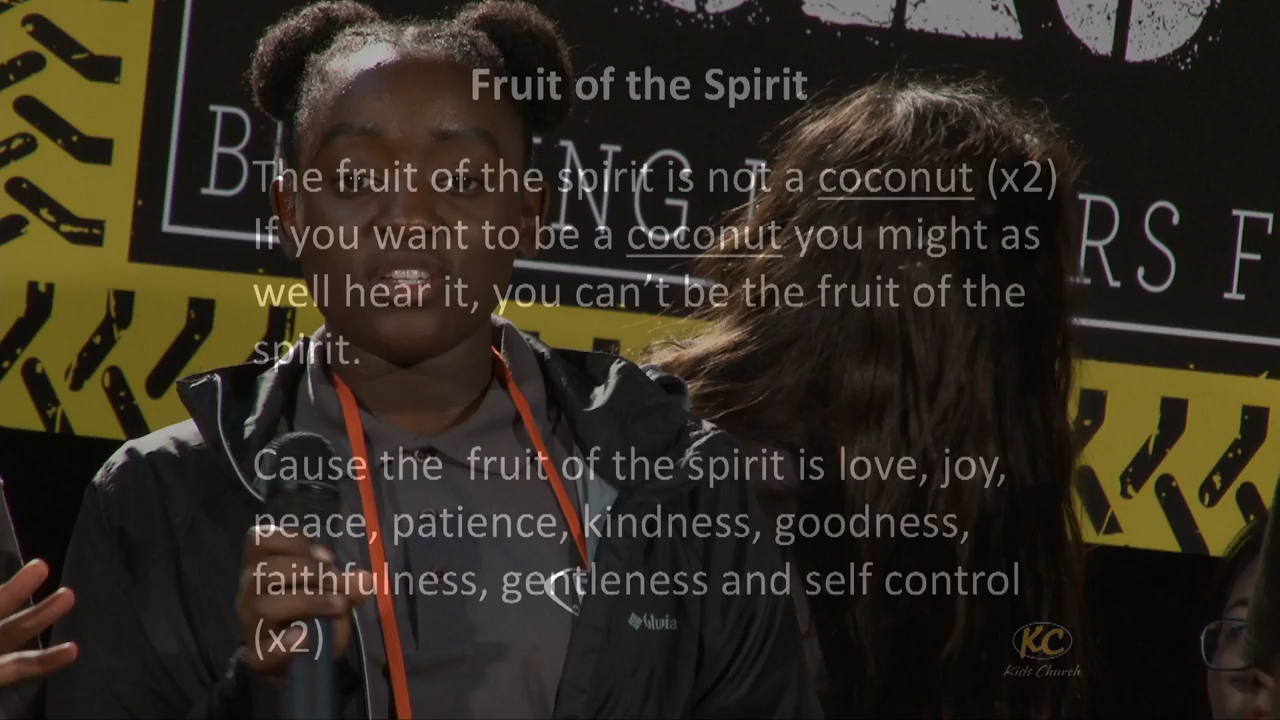 Fruit of the Spirit
The fruit of the spirit is not a coconut (x2)
If you want to be a coconut you might as
well hear it, you can't be the fruit of the
spirit.
Cause the fruit of the spirit is love, joy,
peace, patience, kindness, goodness,
faithfulness, gentleness and self control
(x2)
KC
Kids Church